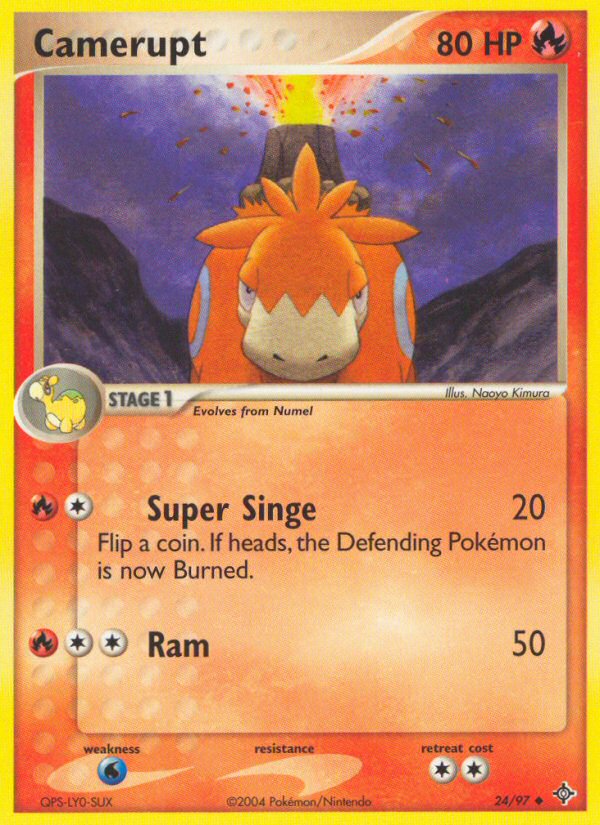 Camerupt 80 HP
Illus. Naoyo Kimura
STAGE 1
Evolves from Numel
Super Singe 20
Flip a coin. If heads, the Defending Pokémon
is now Burned.
Ram 50
weakness resistance retreat cost
QPS-LY0-SUX ©2004 Pokémon/Nintendo 24/97